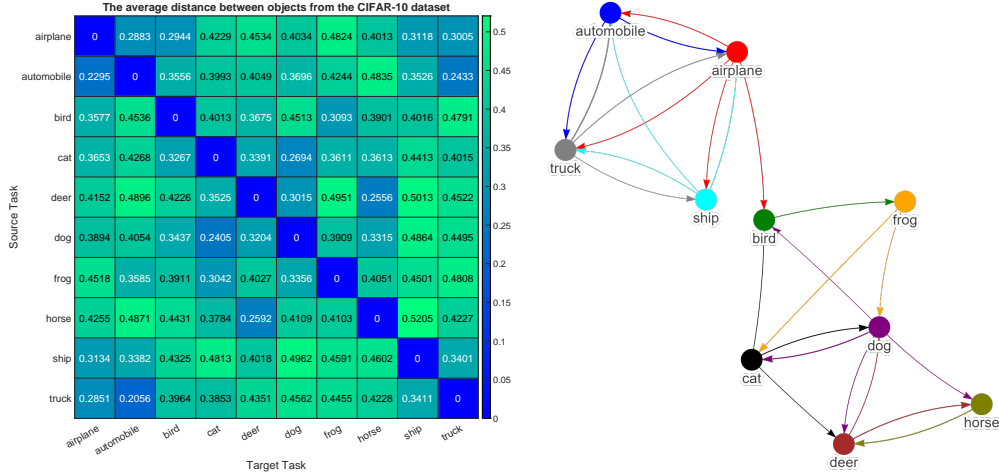 The average distance between objects from the CIFAR-10 dataset
airplane 0 0.2883 0.2944 0.4229 0.4534 0.4034 0.4824 0.4013 0.3118 0.3005
automobile 0.2295 0 0.3556 0.3993 0.4049 0.3696 0.4244 0.4835 0.3526 0.2433
bird 0.3577 0.4536 0 0.4013 0.3675 0.4513 0.3093 0.3901 0.4016 0.4791
cat 0.3653 0.4268 0.3267 0 0.3391 0.2694 0.3611 0.3613 0.4413 0.4015
deer 0.4152 0.4896 0.4226 0.3525 0 0.3015 0.4951 0.2556 0.5013 0.4522
dog 0.3894 0.4054 0.3437 0.2405 0.3204 0 0.3909 0.3315 0.4864 0.4495
frog 0.4518 0.3585 0.3911 0.3042 0.4027 0.3356 0 0.4051 0.4501 0.4808
horse 0.4255 0.4871 0.4431 0.3784 0.2592 0.4109 0.4103 0 0.5205 0.4227
ship 0.3134 0.3382 0.4325 0.4813 0.4018 0.4962 0.4591 0.4602 0 0.3401
truck 0.2851 0.2056 0.3964 0.3853 0.4351 0.4562 0.4455 0.4228 0.3411 0
airplane automobile bird cat deer dog frog horse ship truck
Source Task
Target Task
0.5
0.45
0.4
0.35
0.3
0.25
0.2
0.15
0.1
0.05
0
automobile
airplane
truck
ship
bird
frog
dog
cat
horse
deer